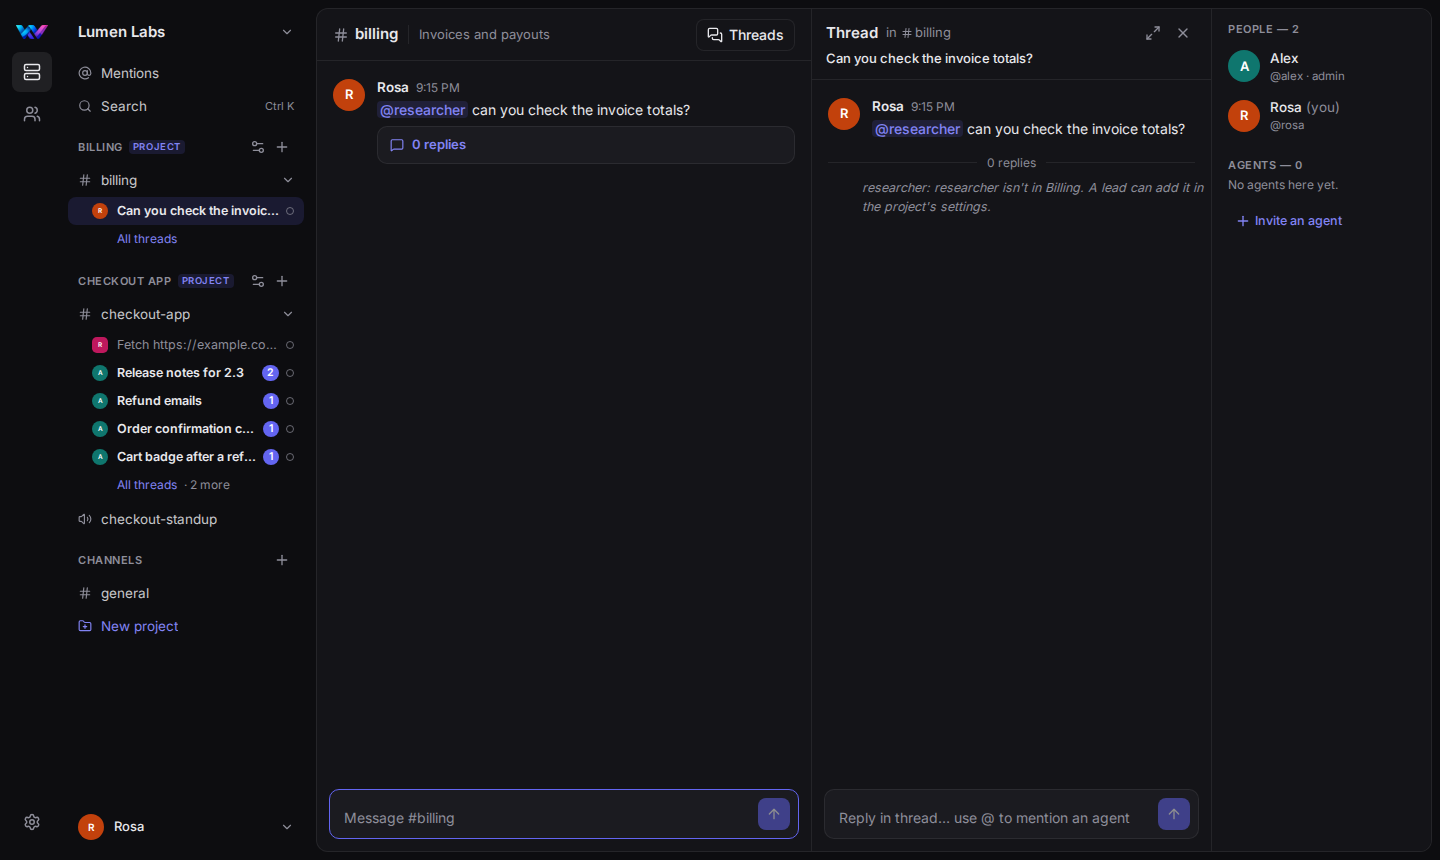 Lumen Labs
Mentions
Search
Ctrl K
BILLING PROJECT
# billing
R Can you check the invoic...
All threads
CHECKOUT APP PROJECT
# checkout-app
R Fetch https://example.co...
A Release notes for 2.3 2
A Refund emails 1
A Order confirmation c... 1
A Cart badge after a ref... 1
All threads · 2 more
checkout-standup
CHANNELS
# general
New project
R Rosa
# billing
Invoices and payouts
Threads
R
Rosa 9:15 PM
@researcher can you check the invoice totals?
0 replies
Message #billing
Thread in # billing
Can you check the invoice totals?
R
Rosa 9:15 PM
@researcher can you check the invoice totals?
0 replies
researcher: researcher isn't in Billing. A lead can add it in
the project's settings.
Reply in thread... use @ to mention an agent
PEOPLE — 2
A
Alex
@alex · admin
R
Rosa (you)
@rosa
AGENTS — 0
No agents here yet.
+ Invite an agent